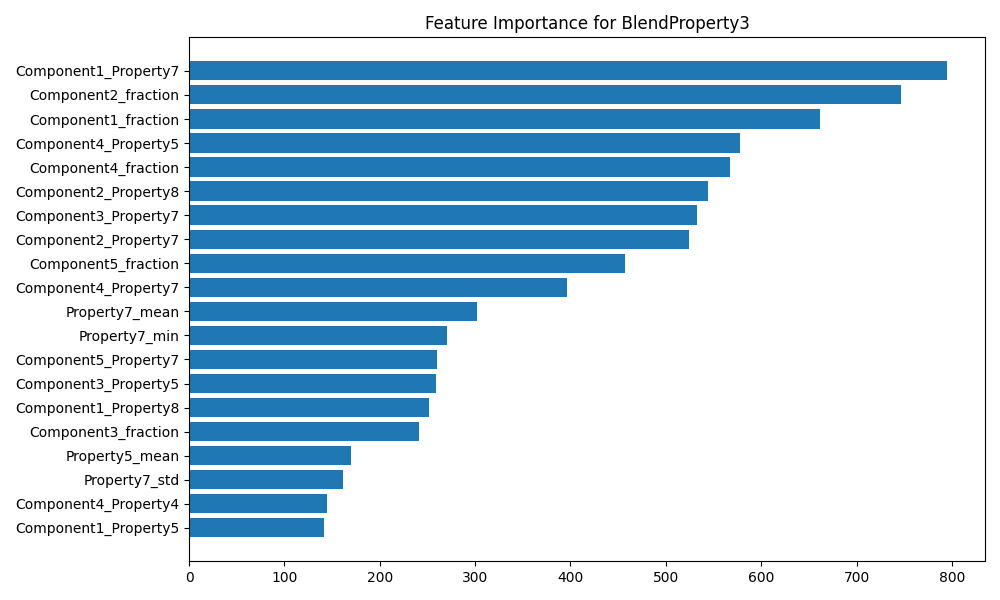 Feature Importance for BlendProperty3
Component1_Property7
Component2_fraction
Component1_fraction
Component4_Property5
Component4_fraction
Component2_Property8
Component3_Property7
Component2_Property7
Component5_fraction
Component4_Property7
Property7_mean
Property7_min
Component5_Property7
Component3_Property5
Component1_Property8
Component3_fraction
Property5_mean
Property7_std
Component4_Property4
Component1_Property5
0 100 200 300 400 500 600 700 800